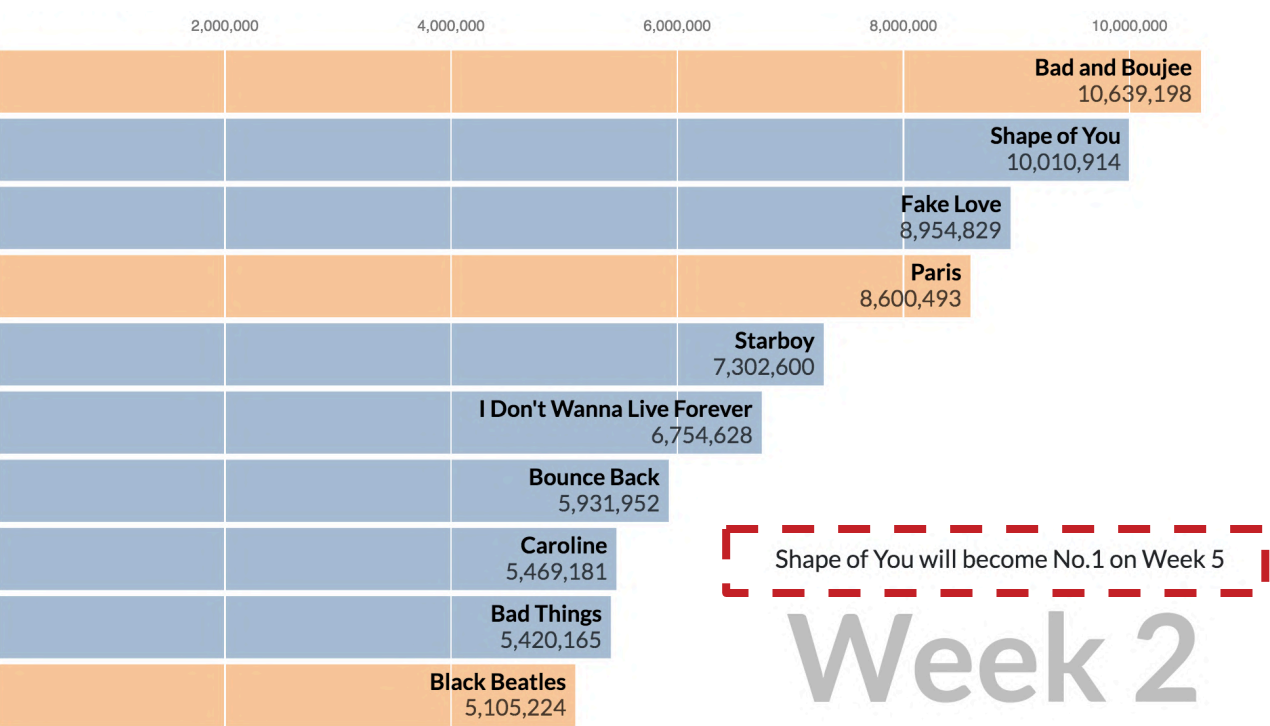 2,000,000 4,000,000 6,000,000 8,000,000 10,000,000
Bad and Boujee
10,639,198
Shape of You
10,010,914
Fake Love
8,954,829
Paris
8,600,493
Starboy
7,302,600
I Don't Wanna Live Forever
6,754,628
Bounce Back
5,931,952
Caroline
5,469,181
Bad Things
5,420,165
Black Beatles
5,105,224
Shape of You will become No.1 on Week 5
Week 2